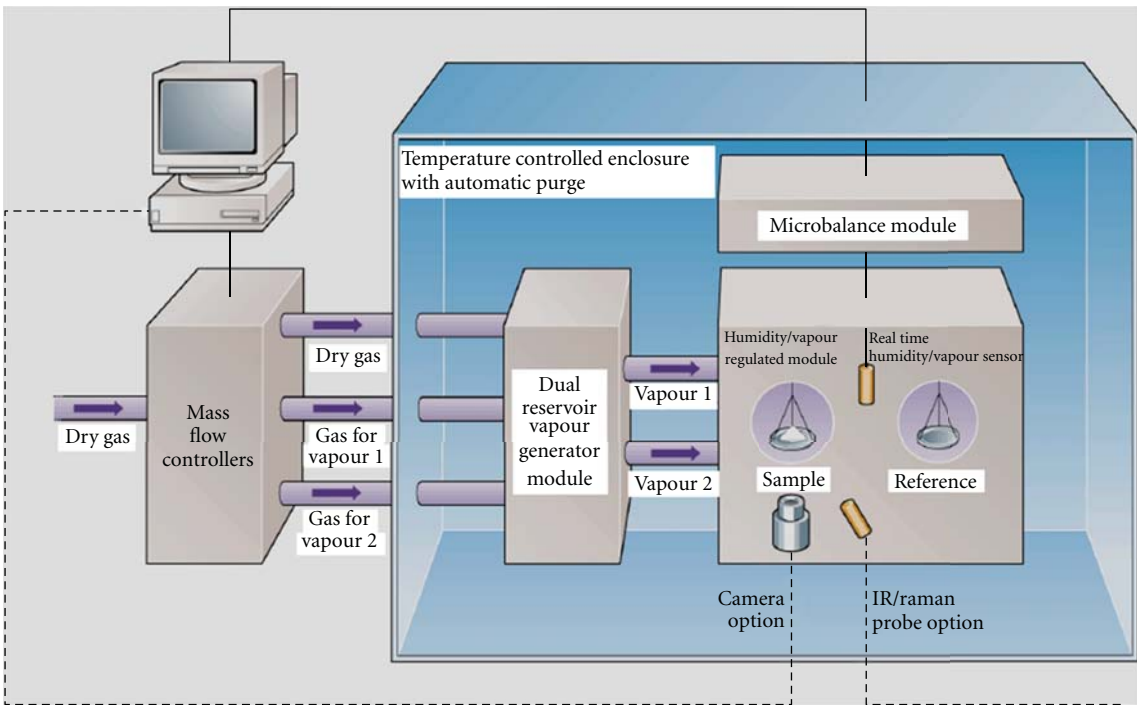 Temperature controlled enclosure
with automatic purge
Microbalance module
Humidity/vapour
regulated module
Real time
humidity/vapour sensor
Dry gas
Mass
flow
controllers
Dry gas
Gas for
vapour 1
Gas for
vapour 2
Dual
reservoir
vapour
generator
module
Vapour 1
Vapour 2
Sample
Reference
Camera
option
IR/raman
probe option